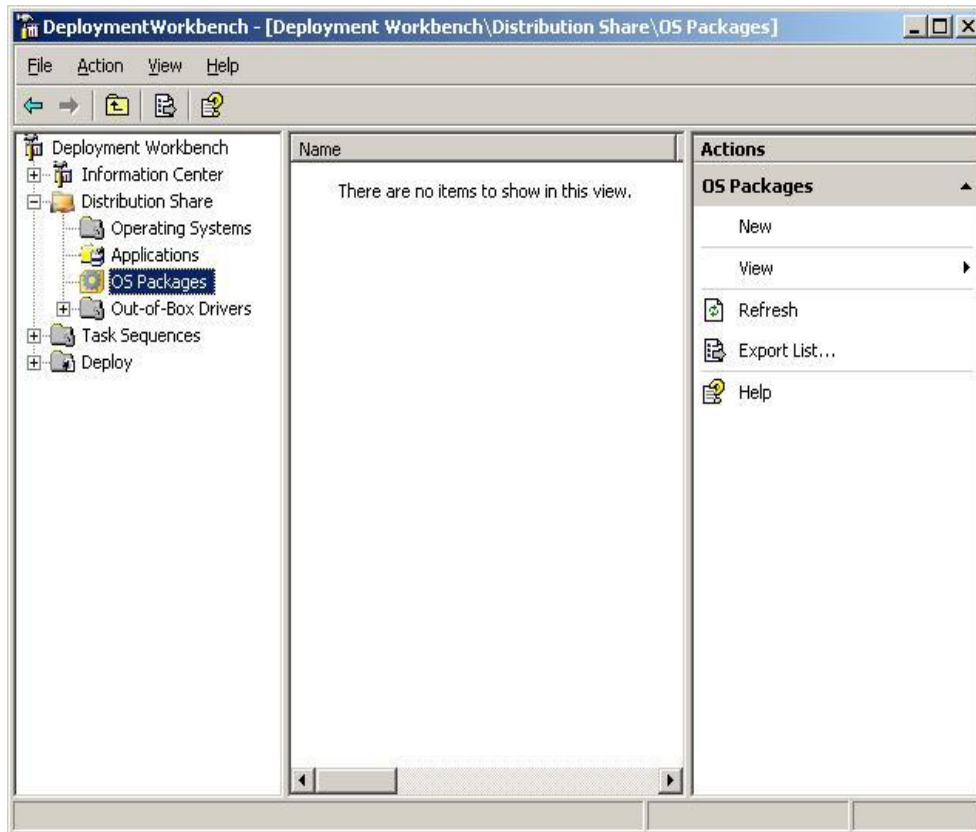 DeploymentWorkbench - [Deployment Workbench\Distribution Share\OS Packages]
File Action View Help
Deployment Workbench
Information Center
Distribution Share
Operating Systems
Applications
OS Packages
Out-of-Box Drivers
Task Sequences
Deploy
Name
There are no items to show in this view.
Actions
OS Packages
New
View
Refresh
Export List...
Help